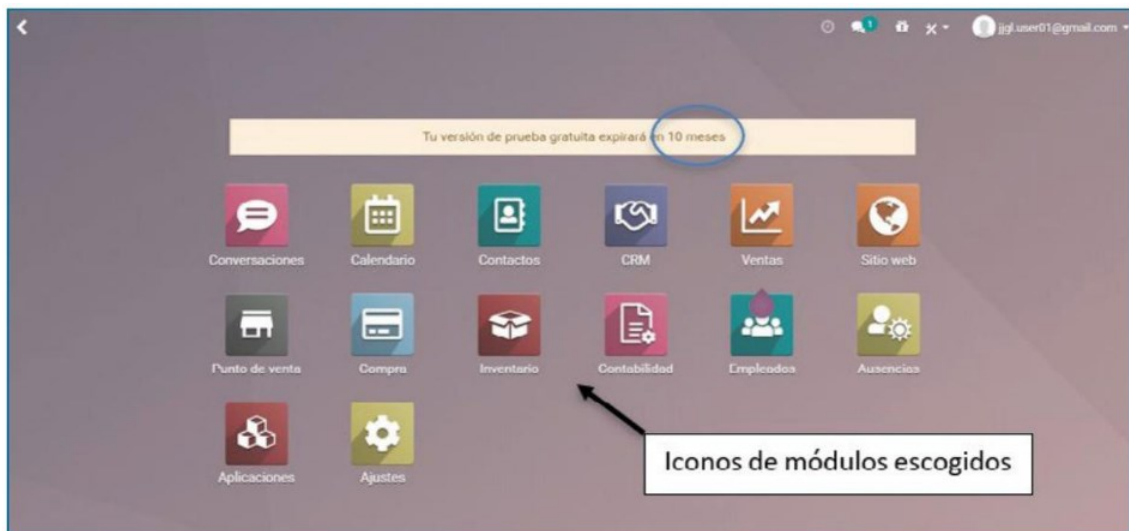 1
jjgl.user01@gmail.com
Tu versión de prueba gratuita expirará en 10 meses
Conversaciones Calendario Contactos CRM Ventas Sitio web
Punto de venta Compra Inventario Contabilidad Empleados Ausencias
Aplicaciones Ajustes
Iconos de módulos escogidos